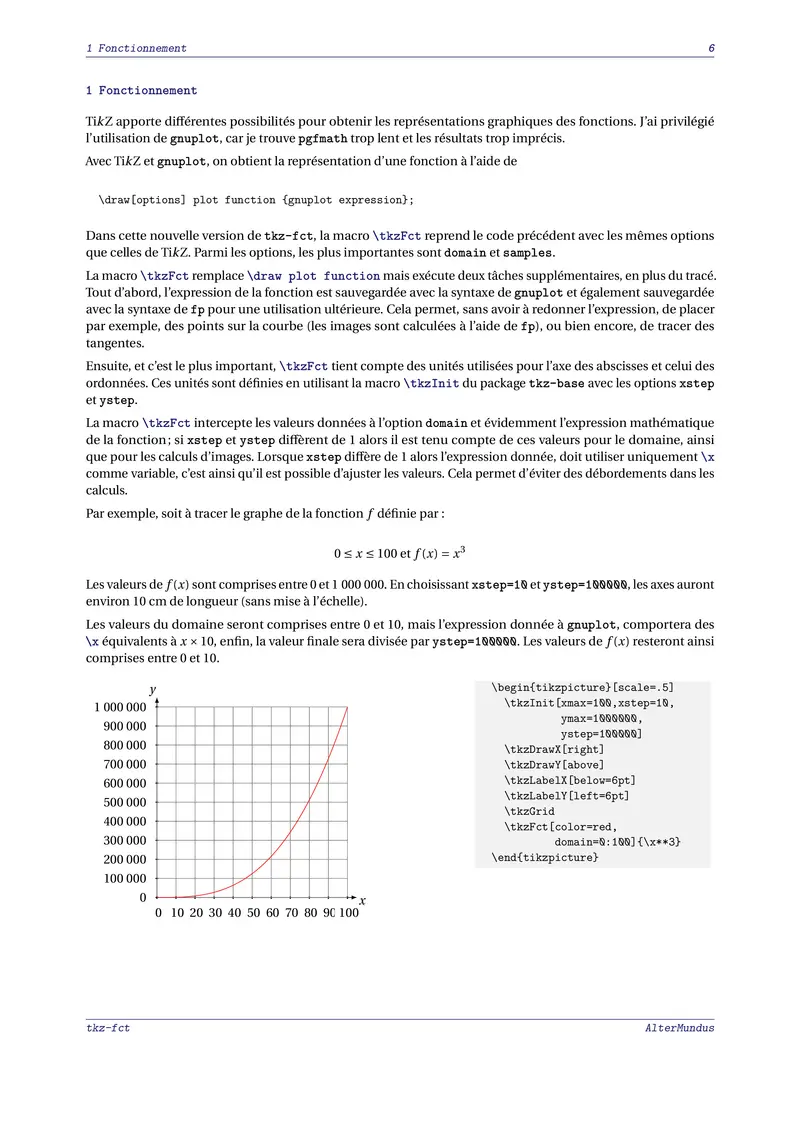 1 Fonctionnement 6
1 Fonctionnement
TikZ apporte différentes possibilités pour obtenir les représentations graphiques des fonctions. J'ai privilégié
l'utilisation de gnuplot, car je trouve pgfmath trop lent et les résultats trop imprécis.
Avec TikZ et gnuplot, on obtient la représentation d'une fonction à l'aide de
\draw[options] plot function {gnuplot expression};
Dans cette nouvelle version de tkz-fct, la macro \tkzFct reprend le code précédent avec les mêmes options
que celles de TikZ. Parmi les options, les plus importantes sont domain et samples.
La macro \tkzFct remplace \draw plot function mais exécute deux tâches supplémentaires, en plus du tracé.
Tout d'abord, l'expression de la fonction est sauvegardée avec la syntaxe de gnuplot et également sauvegardée
avec la syntaxe de fp pour une utilisation ultérieure. Cela permet, sans avoir à redonner l'expression, de placer
par exemple, des points sur la courbe (les images sont calculées à l'aide de fp), ou bien encore, de tracer des
tangentes.
Ensuite, et c'est le plus important, \tkzFct tient compte des unités utilisées pour l'axe des abscisses et celui des
ordonnées. Ces unités sont définies en utilisant la macro \tkzInit du package tkz-base avec les options xstep
et ystep.
La macro \tkzFct intercepte les valeurs données à l'option domain et évidemment l'expression mathématique
de la fonction ; si xstep et ystep diffèrent de 1 alors il est tenu compte de ces valeurs pour le domaine, ainsi
que pour les calculs d'images. Lorsque xstep diffère de 1 alors l'expression donnée, doit utiliser uniquement \x
comme variable, c'est ainsi qu'il est possible d'ajuster les valeurs. Cela permet d'éviter des débordements dans les
calculs.
Par exemple, soit à tracer le graphe de la fonction f définie par :
0 ≤ x ≤ 100 et f(x) = x³
Les valeurs de f(x) sont comprises entre 0 et 1 000 000. En choisissant xstep=10 et ystep=100000, les axes auront
environ 10 cm de longueur (sans mise à l'échelle).
Les valeurs du domaine seront comprises entre 0 et 10, mais l'expression donnée à gnuplot, comportera des
\x équivalents à x × 10, enfin, la valeur finale sera divisée par ystep=100000. Les valeurs de f(x) resteront ainsi
comprises entre 0 et 10.
y
1 000 000
900 000
800 000
700 000
600 000
500 000
400 000
300 000
200 000
100 000
0
x
0 10 20 30 40 50 60 70 80 90 100
\begin{tikzpicture}[scale=.5]
\tkzInit[xmax=100,xstep=10,
ymax=1000000,
ystep=100000]
\tkzDrawX[right]
\tkzDrawY[above]
\tkzLabelX[below=6pt]
\tkzLabelY[left=6pt]
\tkzGrid
\tkzFct[color=red,
domain=0:100]{\x**3}
\end{tikzpicture}
tkz-fct AlterMundus